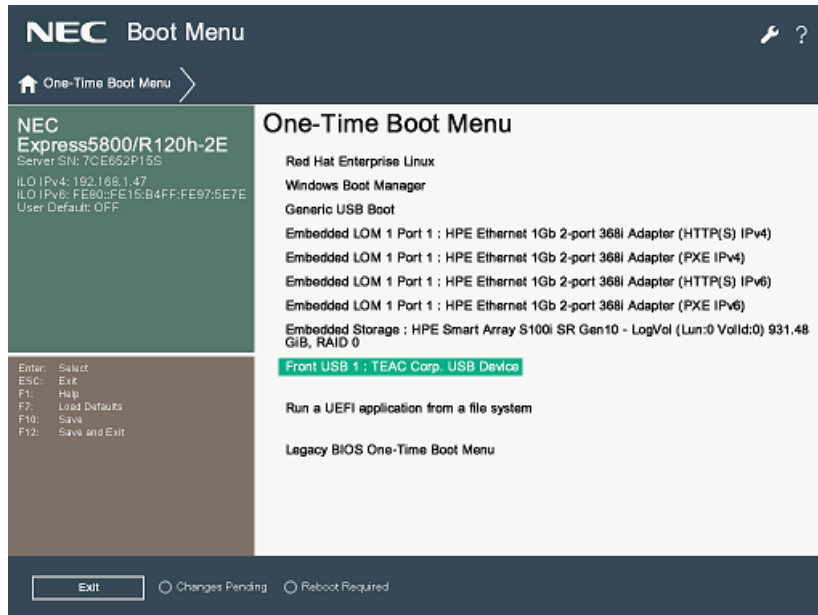 NEC Boot Menu
?
One-Time Boot Menu
NEC
Express5800/R120h-2E
Server SN: 7CE652P15S
iLO IPv4: 192.168.1.47
iLO IPv6: FE80::FE15:B4FF:FE97:5E7E
User Default: OFF
Enter: Select
ESC: Exit
F1: Help
F7: Load Defaults
F10: Save
F12: Save and Exit
One-Time Boot Menu
Red Hat Enterprise Linux
Windows Boot Manager
Generic USB Boot
Embedded LOM 1 Port 1 : HPE Ethernet 1Gb 2-port 368i Adapter (HTTP(S) IPv4)
Embedded LOM 1 Port 1 : HPE Ethernet 1Gb 2-port 368i Adapter (PXE IPv4)
Embedded LOM 1 Port 1 : HPE Ethernet 1Gb 2-port 368i Adapter (HTTP(S) IPv6)
Embedded LOM 1 Port 1 : HPE Ethernet 1Gb 2-port 368i Adapter (PXE IPv6)
Embedded Storage : HPE Smart Array S100i SR Gen10 - LogVol (Lun:0 VolId:0) 931.48
GiB, RAID 0
Front USB 1 : TEAC Corp. USB Device
Run a UEFI application from a file system
Legacy BIOS One-Time Boot Menu
Exit
Changes Pending
Reboot Required